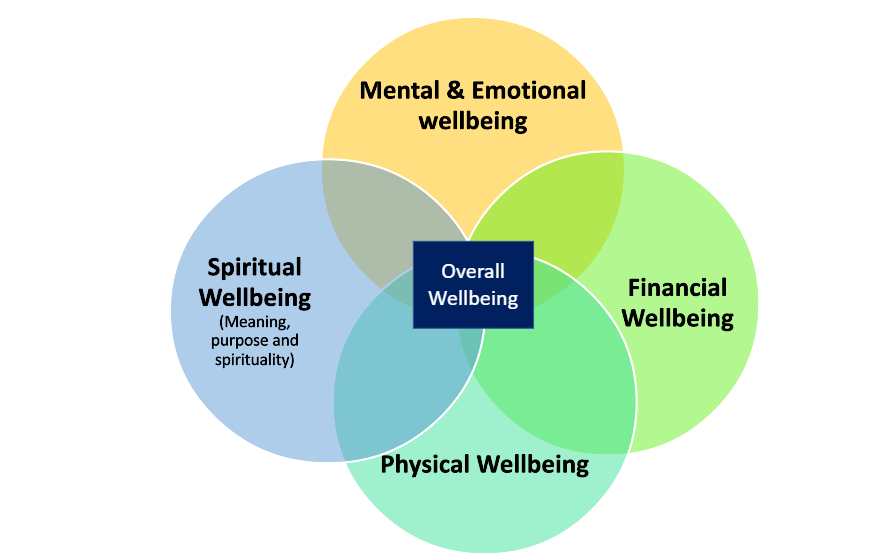 Mental & Emotional
wellbeing
Spiritual
Wellbeing
(Meaning,
purpose and
spirituality)
Overall
Wellbeing
Financial
Wellbeing
Physical Wellbeing